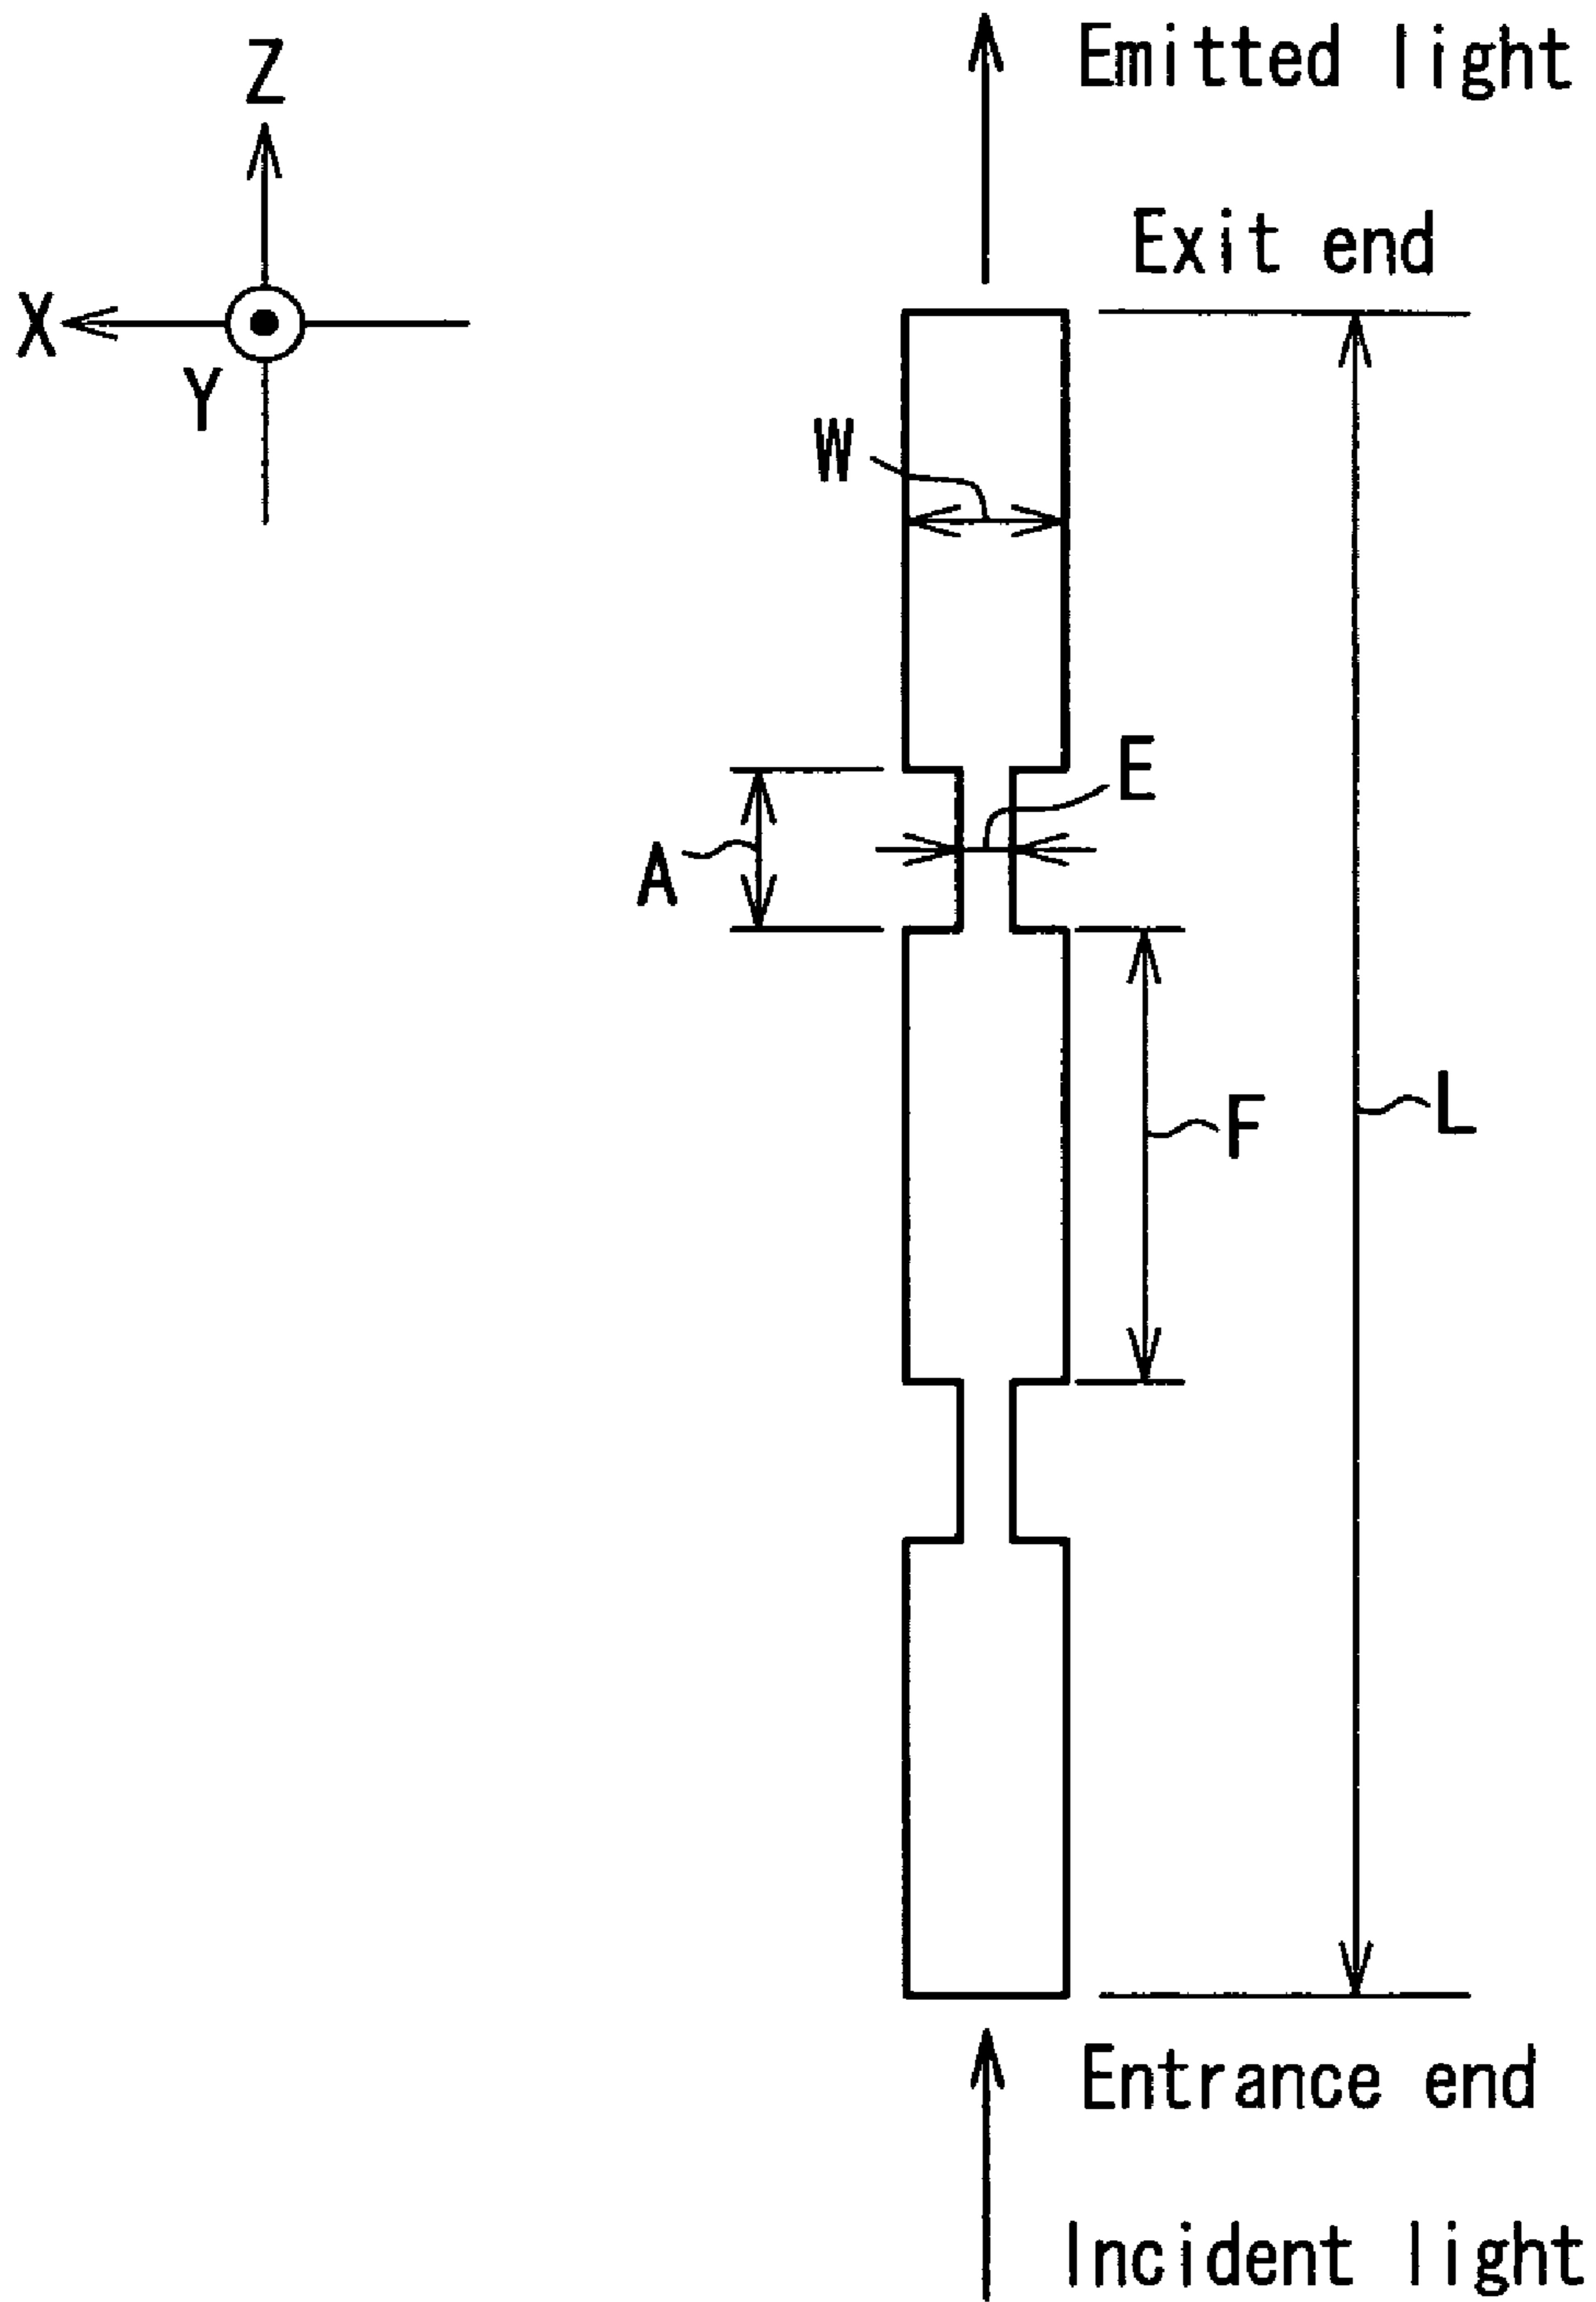 Emitted light
Z
Exit end
X
Y
W
E
A
F
L
Entrance end
Incident light